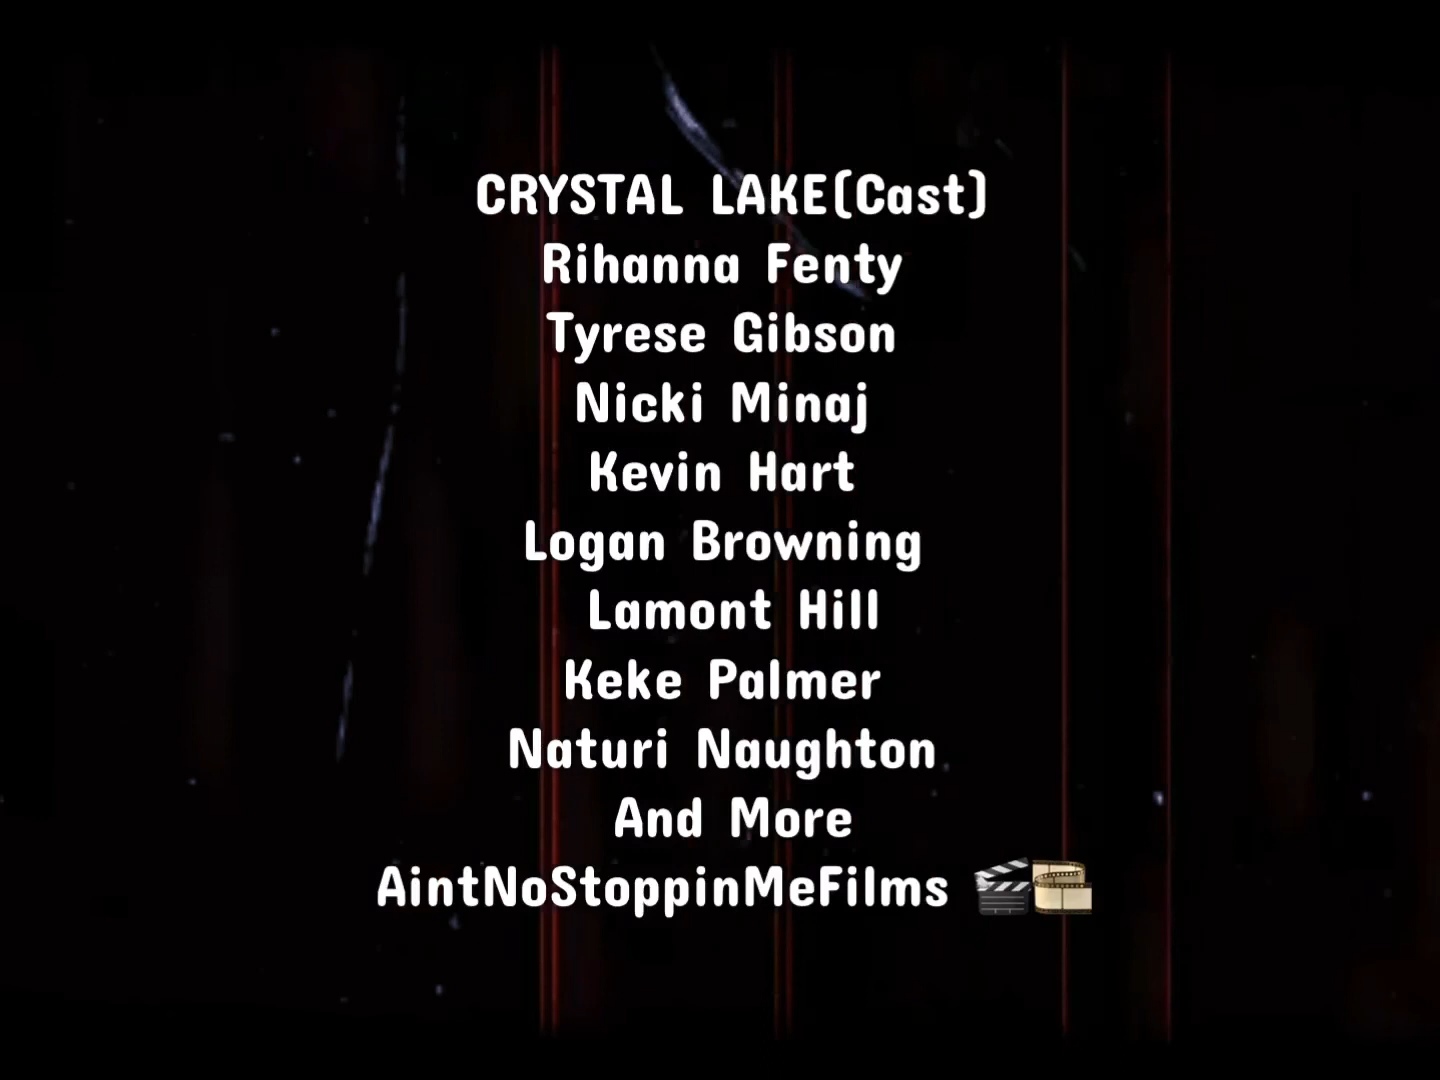 CRYSTAL LAKE(Cast)
Rihanna Fenty
Tyrese Gibson
Nicki Minaj
Kevin Hart
Logan Browning
Lamont Hill
Keke Palmer
Naturi Naughton
And More
AintNoStoppinMeFilms 🎬🎞️